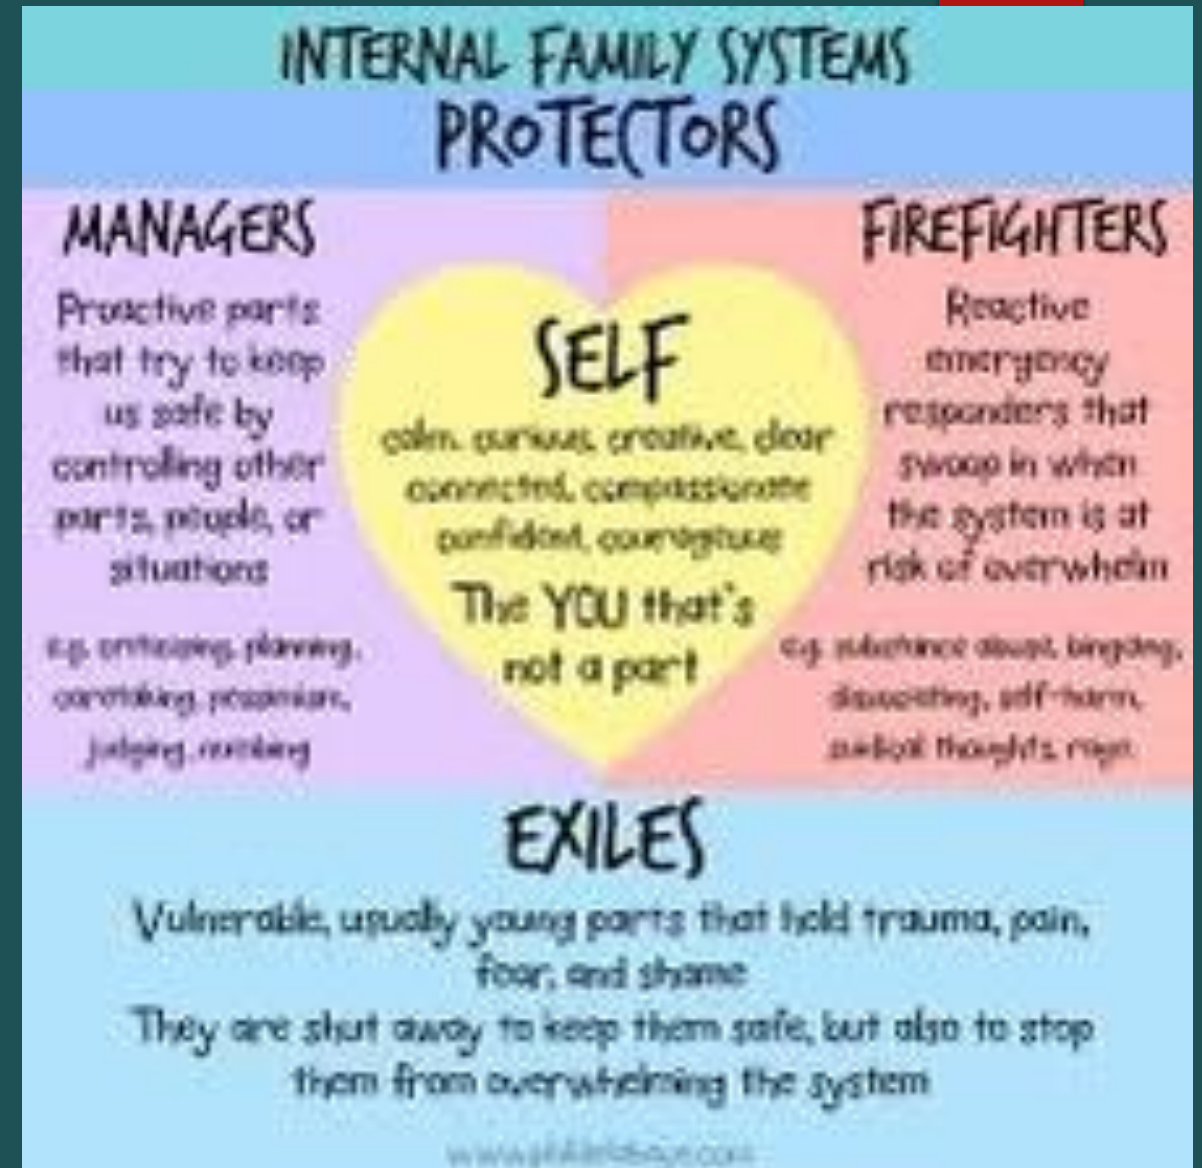 INTERNAL FAMILY SYSTEMS
PROTECTORS
MANAGERS
Proactive parts
that try to keep
us safe by
controlling other
parts, people, or
situations
e.g. criticising, planning,
caretaking, pessimism,
judging, numbing
SELF
calm, curious, creative, clear
connected, compassionate
confident, courageous
The YOU that's
not a part
FIREFIGHTERS
Reactive
emergency
responders that
swoop in when
the system is at
risk of overwhelm
e.g. substance abuse, bingeing,
dissociating, self-harm,
suicidal thoughts, rage
EXILES
Vulnerable, usually young parts that hold trauma, pain,
fear, and shame
They are shut away to keep them safe, but also to stop
them from overwhelming the system